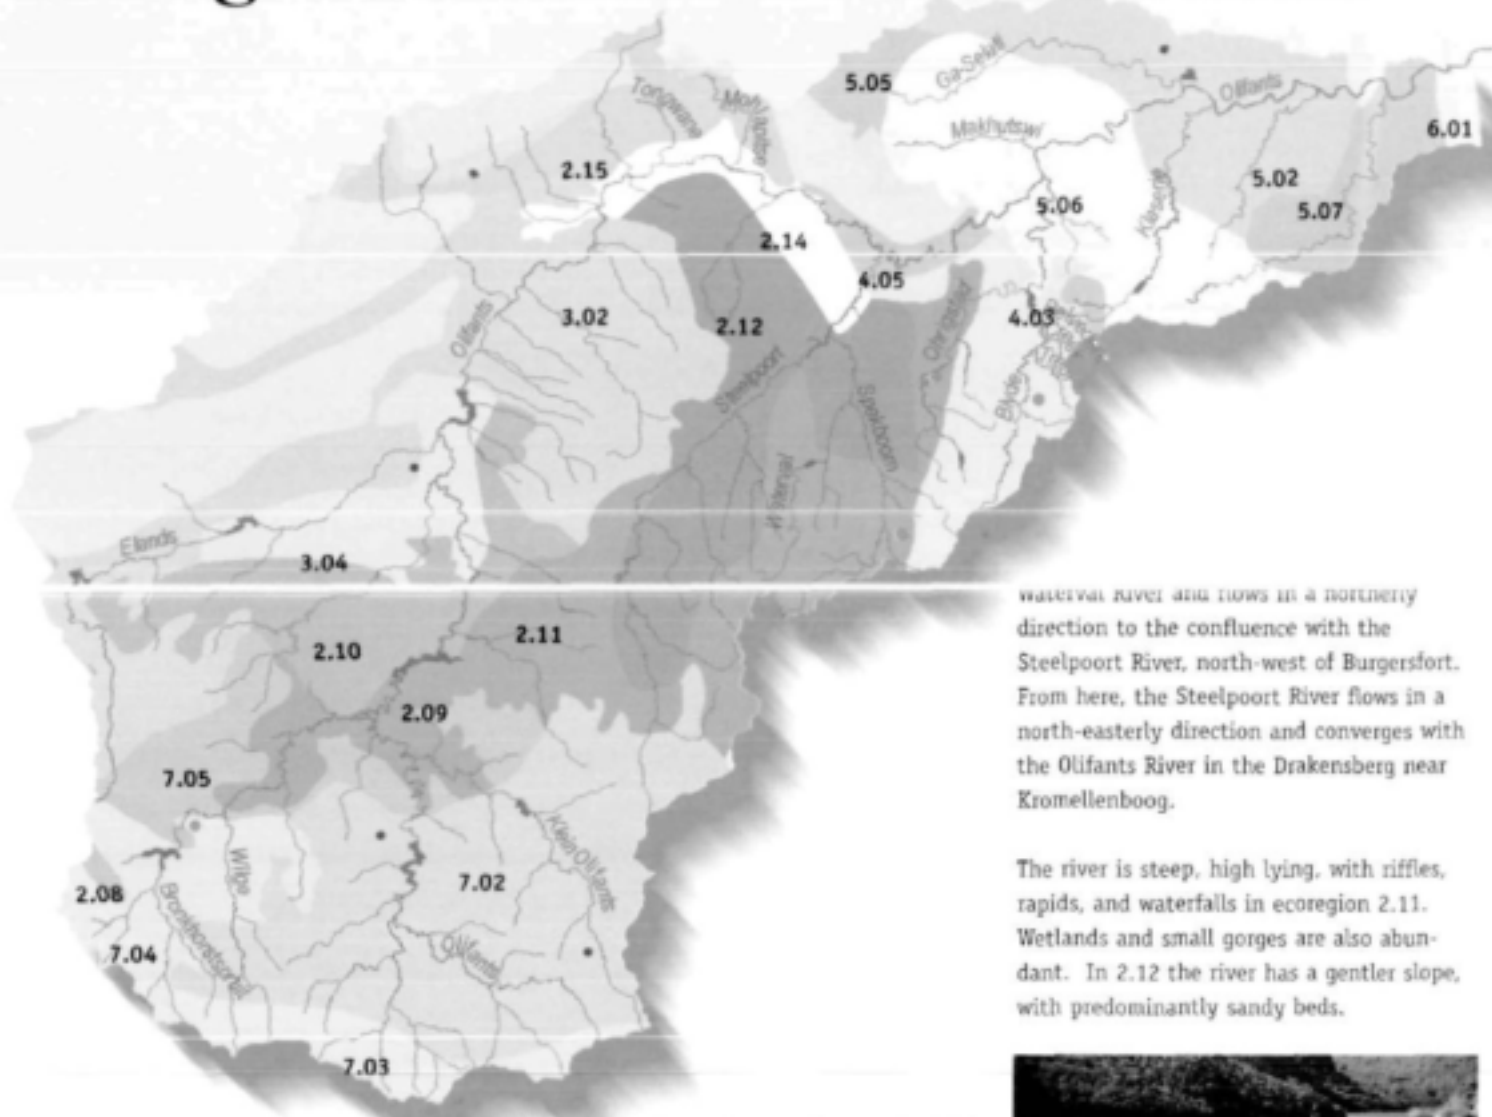 5.05
Ga-Selati
Olifants
Tongwane
Makhutswi
6.01
2.15
5.02
5.06
Klaserie
5.07
2.14
4.05
Olifants
3.02
2.12
4.03
Ohrigstad
Steelpoort
Spekboom
Blyde
Waterval
Elands
3.04
Waterval River and flows in a northerly
direction to the confluence with the
Steelpoort River, north-west of Burgersfort.
From here, the Steelpoort River flows in a
north-easterly direction and converges with
the Olifants River in the Drakensberg near
Kromellenboog.
The river is steep, high lying, with riffles,
rapids, and waterfalls in ecoregion 2.11.
Wetlands and small gorges are also abun-
dant. In 2.12 the river has a gentler slope,
with predominantly sandy beds.
2.11
2.10
2.09
7.05
Klein Olifants
Wilge
7.02
2.08
Bronkhorstspruit
Olifants
7.04
7.03